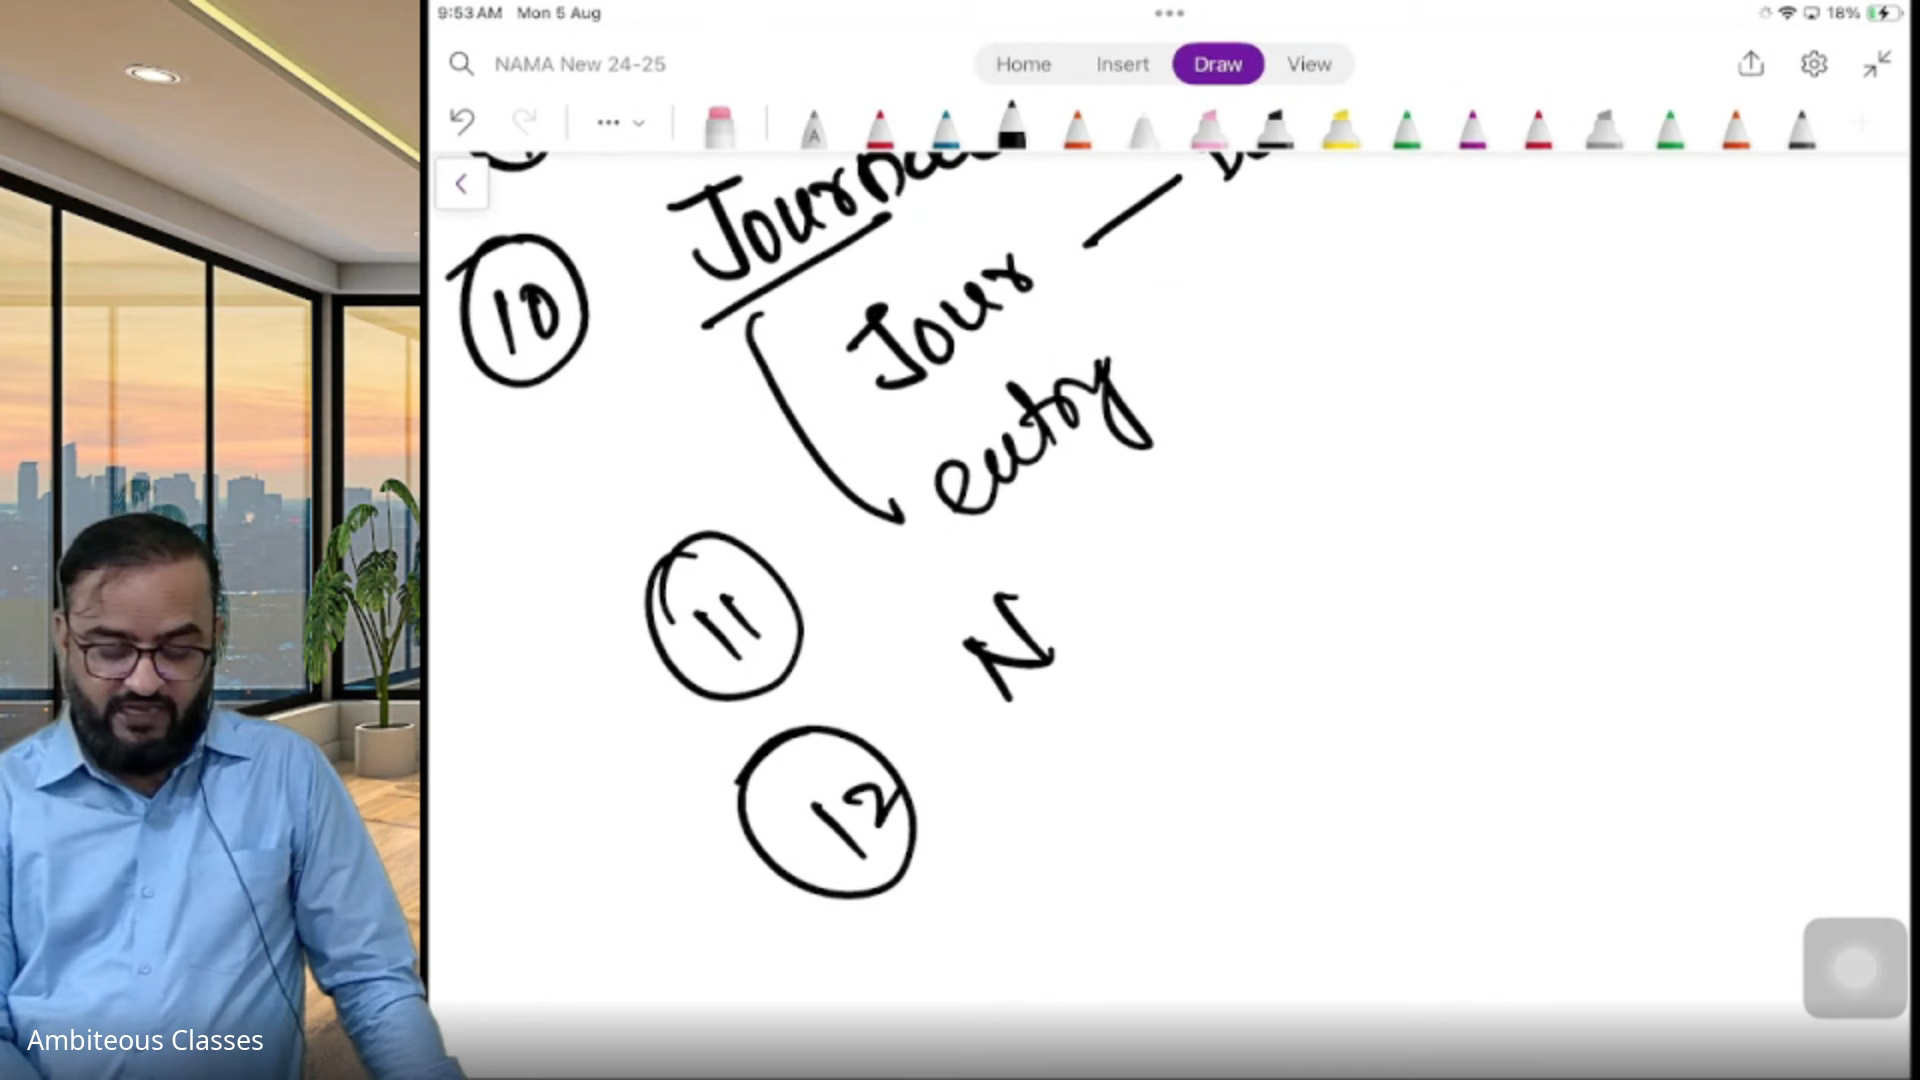 9:53 AM Mon 5 Aug
18%
NAMA New 24-25
Home Insert Draw View
A
10
Jour
entry
11
N
12
Ambiteous Classes